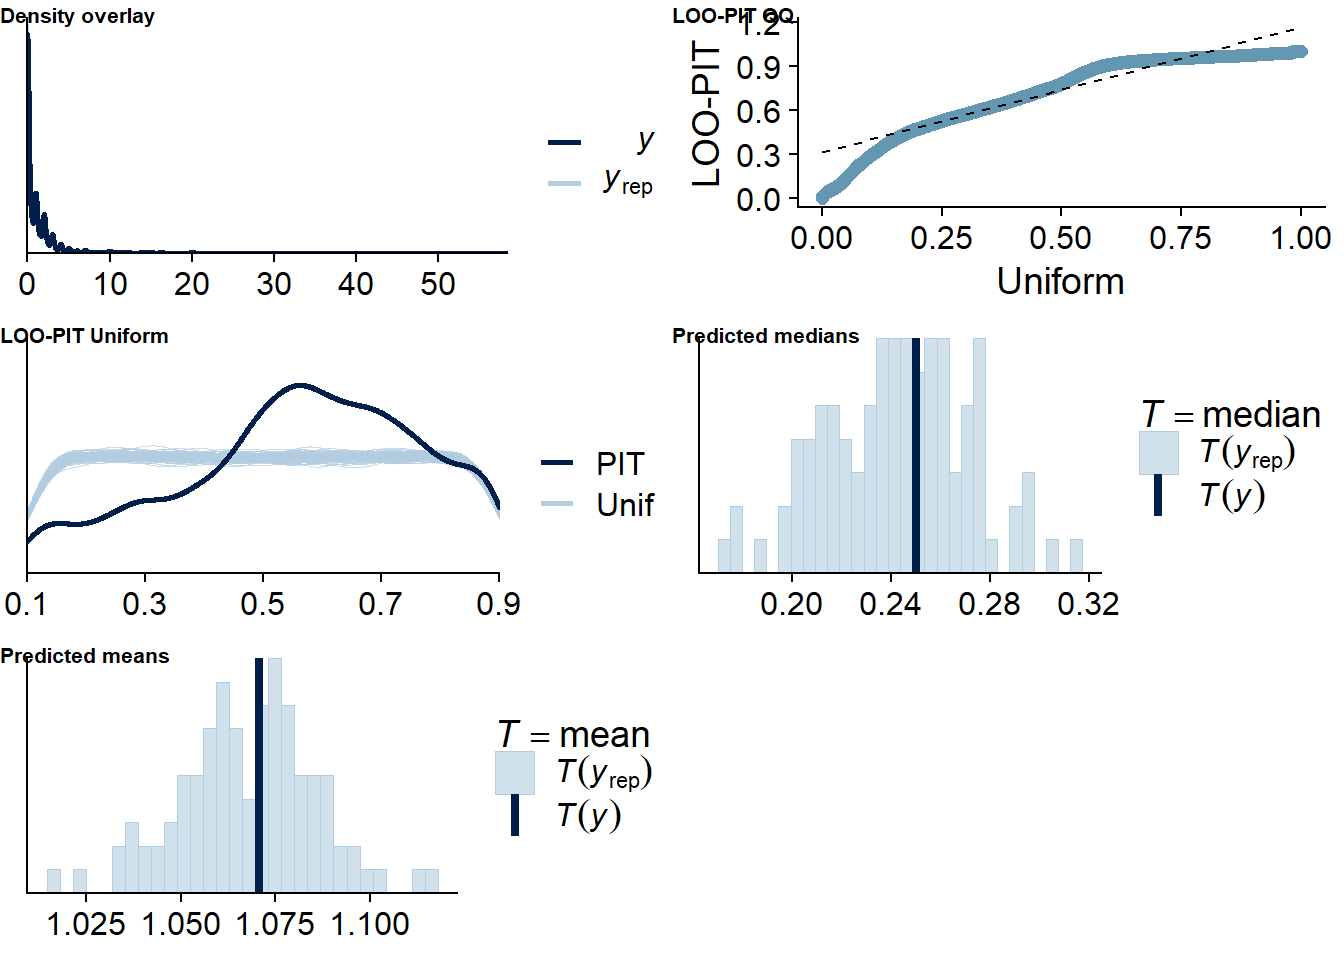 Density overlay
y
yrep
0 10 20 30 40 50
LOO-PIT QQ
LOO-PIT
1.2
0.9
0.6
0.3
0.0
0.00 0.25 0.50 0.75 1.00
Uniform
LOO-PIT Uniform
PIT
Unif
0.1 0.3 0.5 0.7 0.9
Predicted medians
T = median
T(yrep)
T(y)
0.20 0.24 0.28 0.32
Predicted means
T = mean
T(yrep)
T(y)
1.025 1.050 1.075 1.100